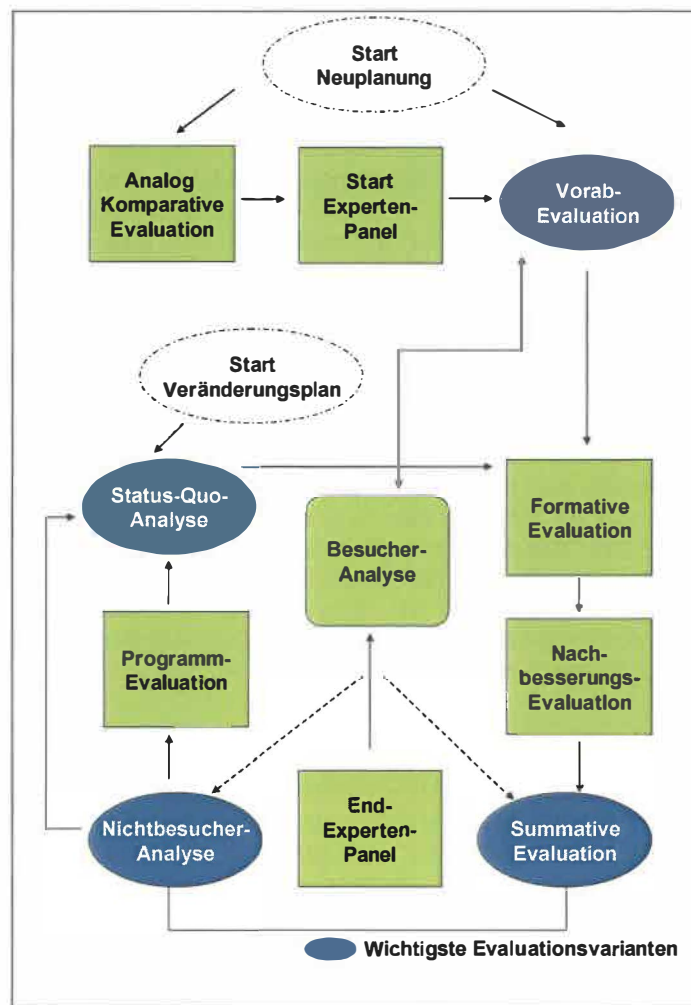 Start
Neuplanung
Analog
Komparative
Evaluation
Start
Experten-
Panel
Vorab-
Evaluation
Start
Veränderungsplan
Status-Quo-
Analyse
Besucher-
Analyse
Formative
Evaluation
Programm-
Evaluation
Nach-
besserungs-
Evaluation
Nichtbesucher-
Analyse
End-
Experten-
Panel
Summative
Evaluation
Wichtigste Evaluationsvarianten